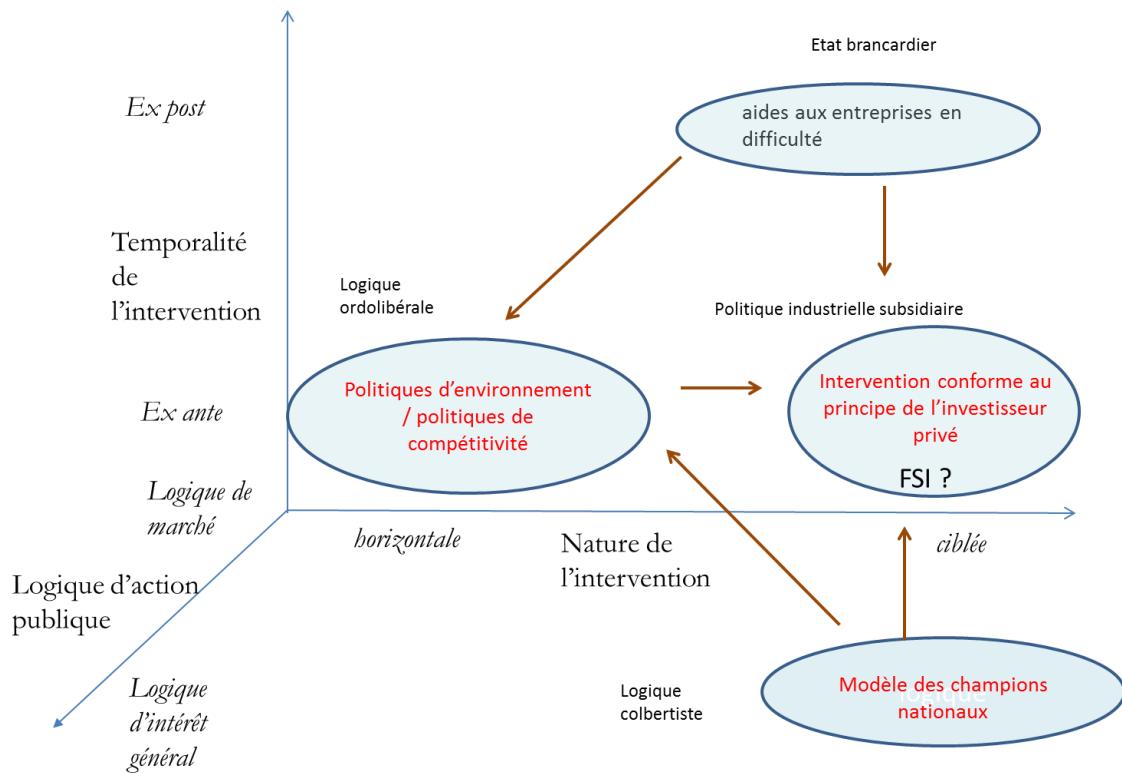 Etat brancardier
Ex post
aides aux entreprises en
difficulté
Temporalité
de
l’intervention
Logique
ordolibérale
Politique industrielle subsidiaire
Ex ante
Politiques d’environnement
/ politiques de
compétitivité
Intervention conforme au
principe de l’investisseur
privé
FSI ?
Logique de
marché
horizontale
Nature de
l’intervention
ciblée
Logique d’action
publique
Logique
d’intérêt
général
Logique
colbertiste
Modèle des champions
nationaux
logique